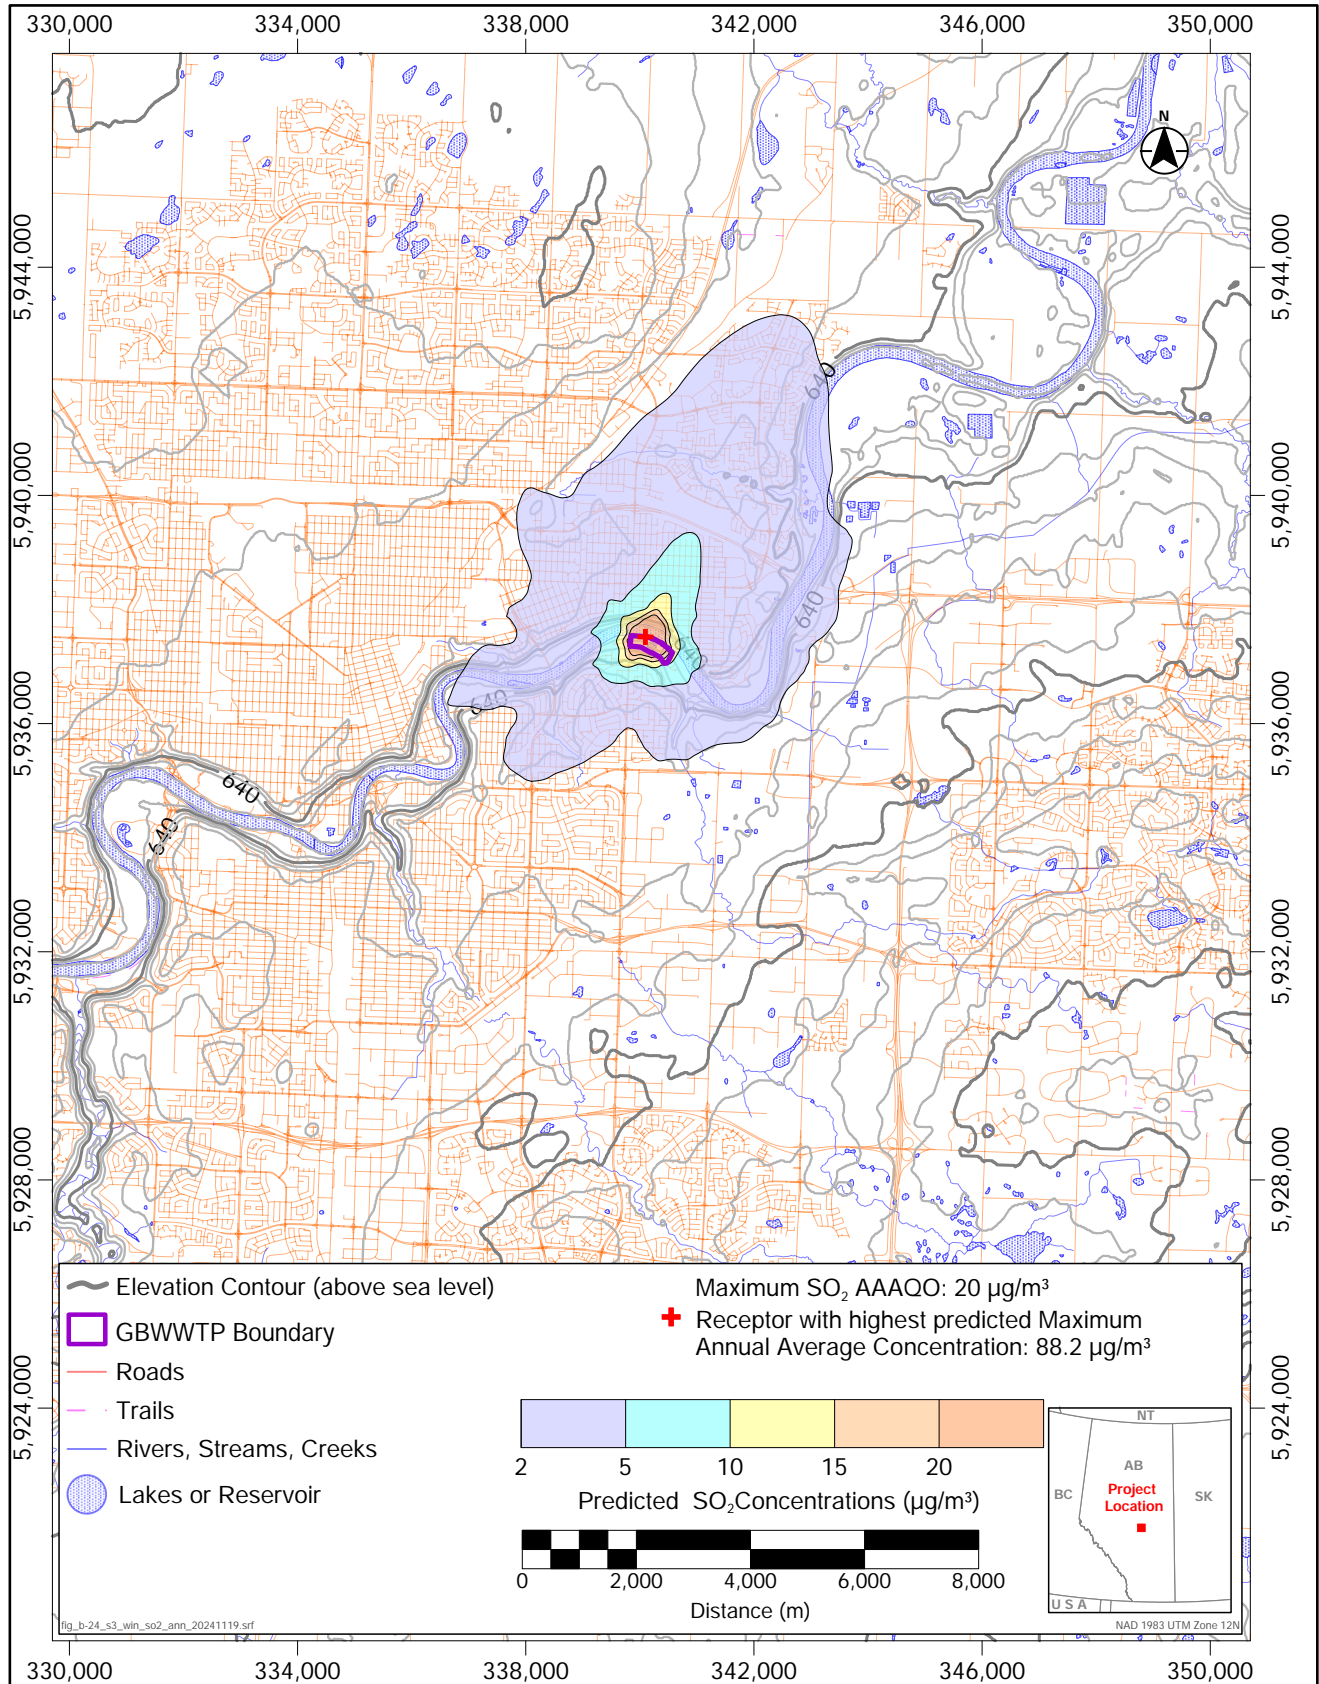 330,000 334,000 338,000 342,000 346,000 350,000
5,944,000 5,944,000
5,940,000 5,940,000
5,936,000 5,936,000
5,932,000 5,932,000
5,928,000 5,928,000
5,924,000 5,924,000
N
640
640
640
640
640
640
Elevation Contour (above sea level)
GBWWTP Boundary
Roads
Trails
Rivers, Streams, Creeks
Lakes or Reservoir
Maximum SO₂ AAAQO: 20 µg/m³
Receptor with highest predicted Maximum
Annual Average Concentration: 88.2 µg/m³
2 5 10 15 20
Predicted SO₂Concentrations (µg/m³)
0 2,000 4,000 6,000 8,000
Distance (m)
NT
AB
BC
SK
Project
Location
USA
fig_b-24_s3_win_so2_ann_20241119.srf
NAD 1983 UTM Zone 12N
330,000 334,000 338,000 342,000 346,000 350,000